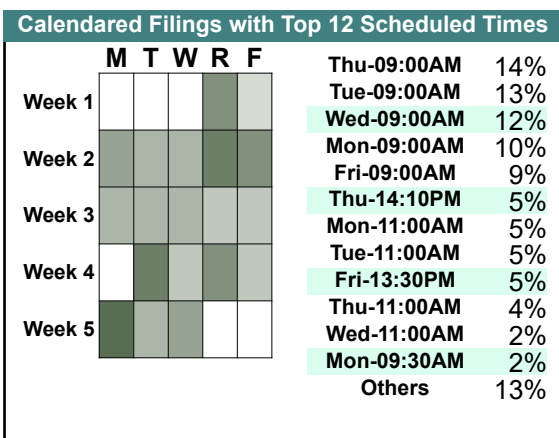 Calendared Filings with Top 12 Scheduled Times
M T W R F
Week 1
Week 2
Week 3
Week 4
Week 5
Thu-09:00AM 14%
Tue-09:00AM 13%
Wed-09:00AM 12%
Mon-09:00AM 10%
Fri-09:00AM 9%
Thu-14:10PM 5%
Mon-11:00AM 5%
Tue-11:00AM 5%
Fri-13:30PM 5%
Thu-11:00AM 4%
Wed-11:00AM 2%
Mon-09:30AM 2%
Others 13%